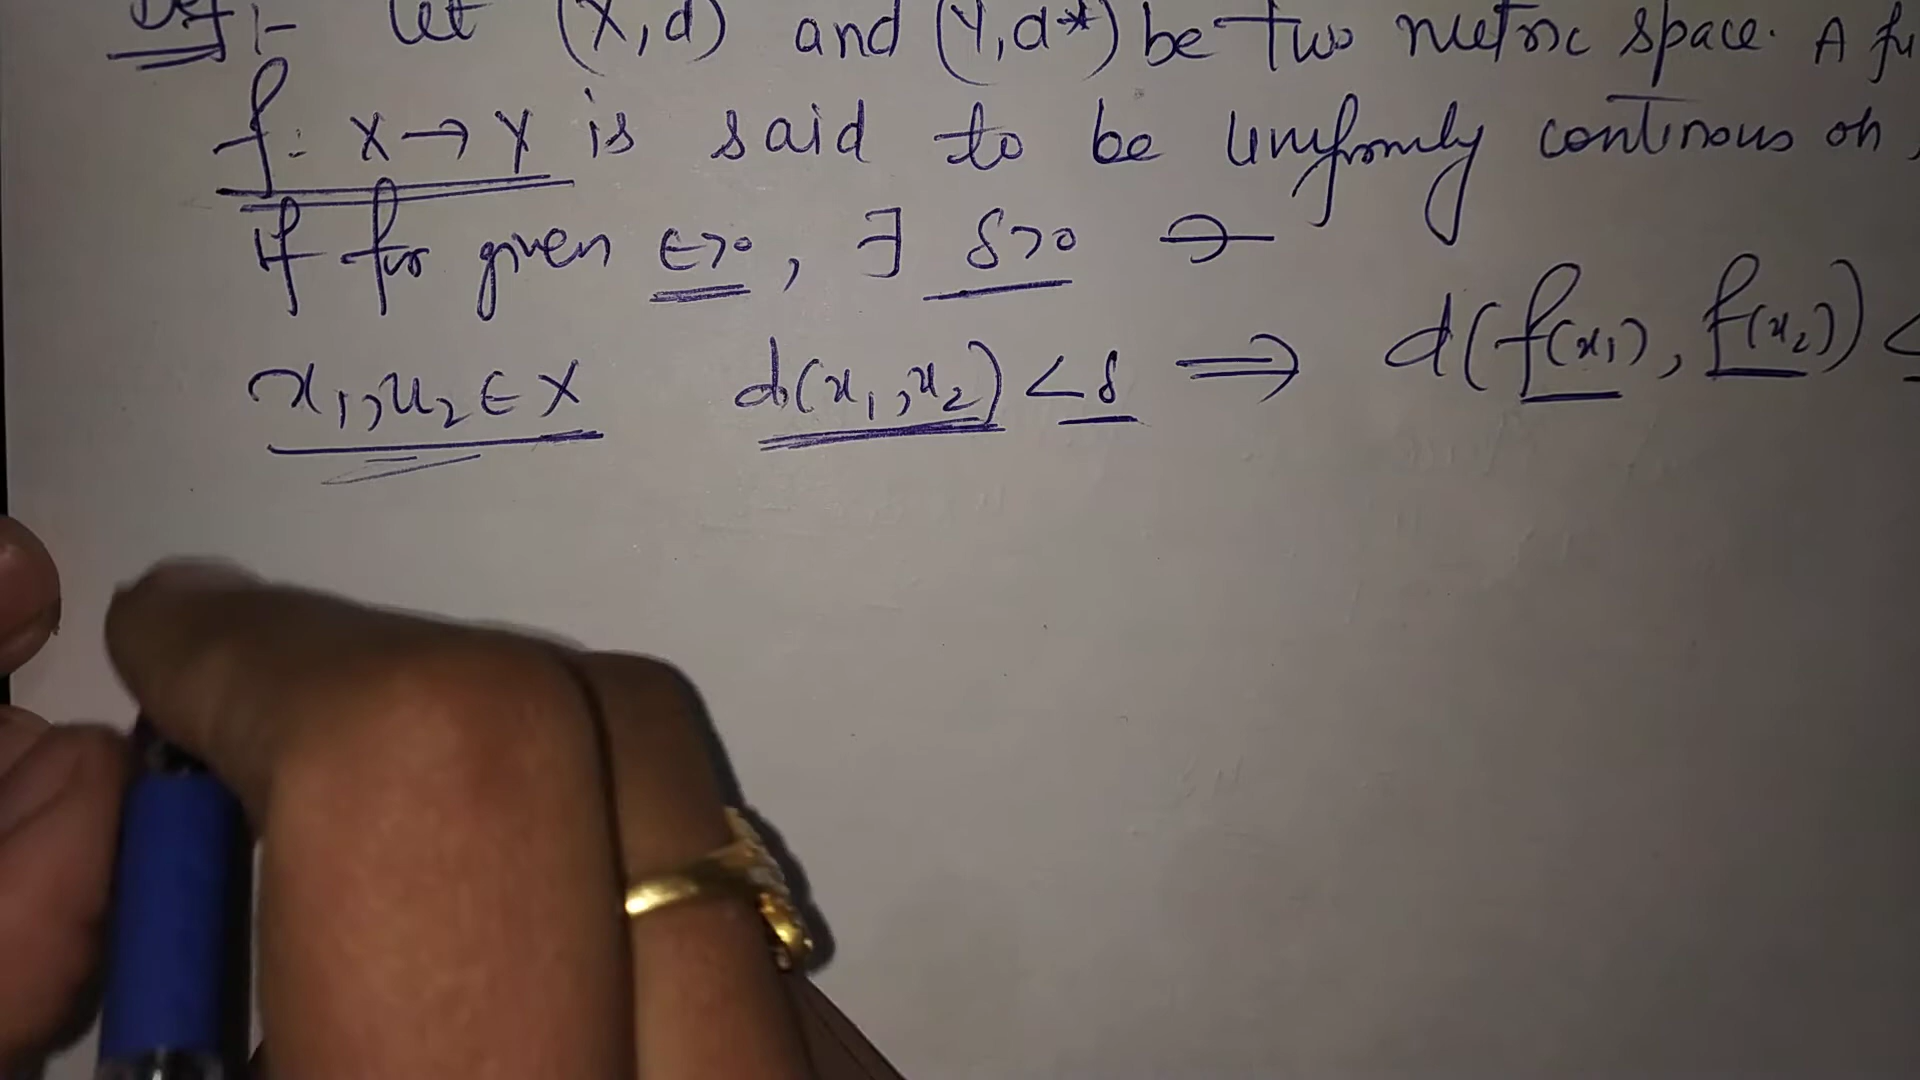 Def :- let (X,d) and (Y,d*) be two metric space. A fu
f: X→Y is said to be Uniformly continous on
if for given ϵ>0, ∃ δ>0 ∋
x₁,x₂ ∈ X d(x₁,x₂) < δ ⟹ d(f(x₁), f(x₂)) <